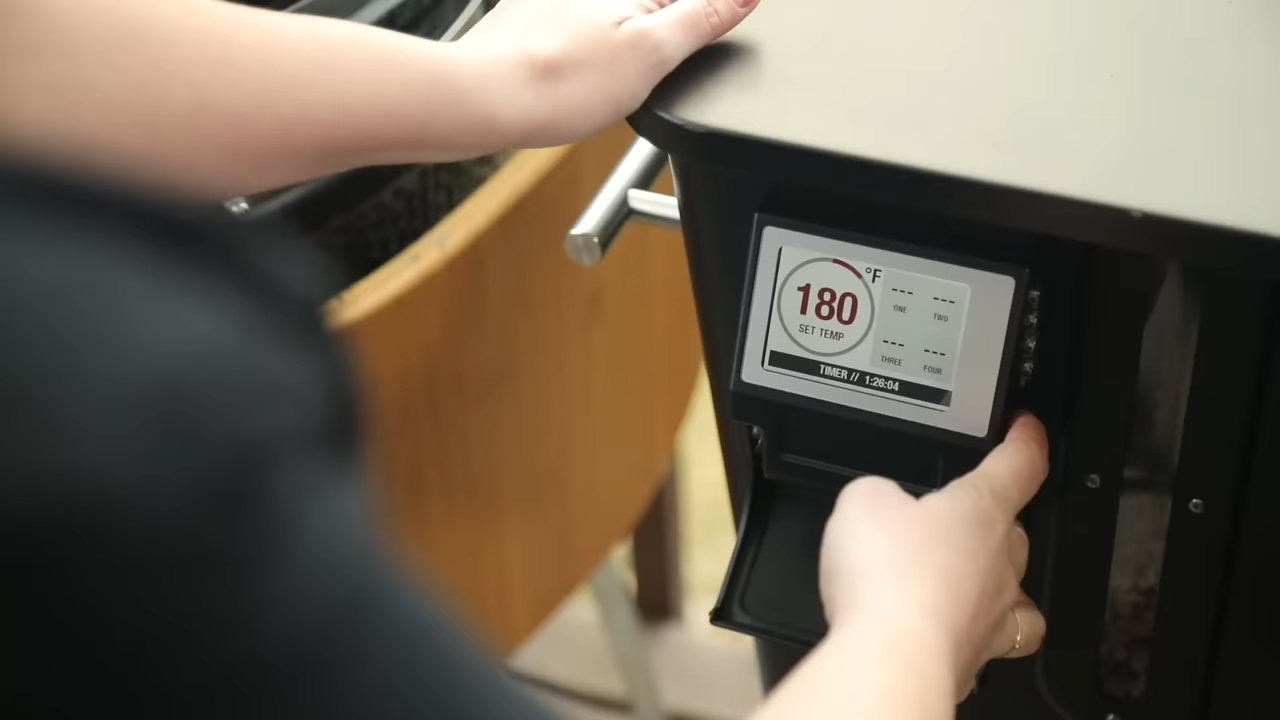 °F
180
SET TEMP
--- ---
ONE TWO
--- ---
THREE FOUR
TIMER // 1:26:04